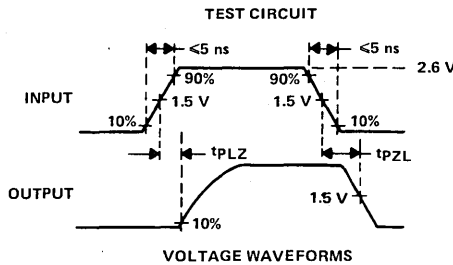 TEST CIRCUIT
≤5 ns ≤5 ns
90% 90% 2.6 V
INPUT 1.5 V 1.5 V
10% 10%
tPLZ tPZL
OUTPUT 1.5 V
10%
VOLTAGE WAVEFORMS